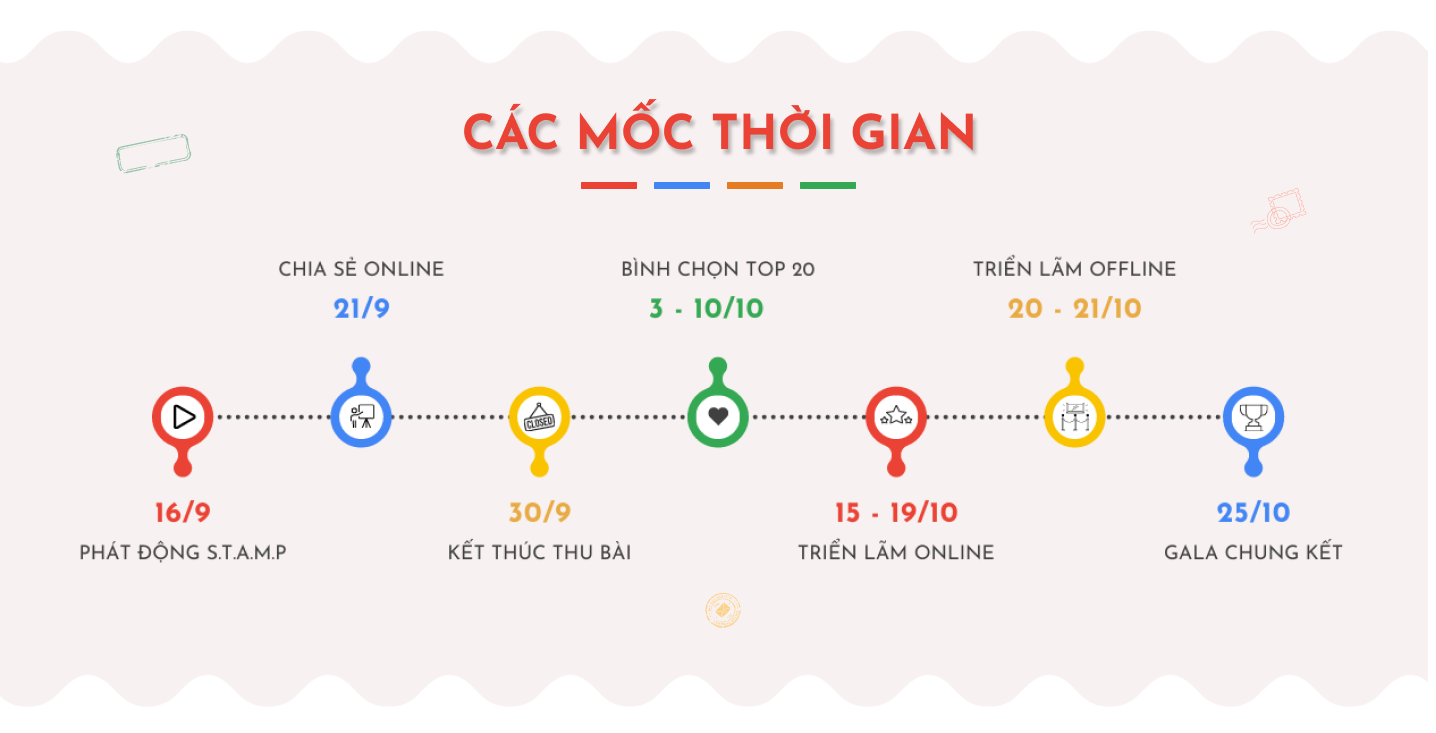 CÁC MỐC THỜI GIAN
16/9
PHÁT ĐỘNG S.T.A.M.P
CHIA SẺ ONLINE
21/9
CLOSED
30/9
KẾT THÚC THU BÀI
BÌNH CHỌN TOP 20
3 - 10/10
15 - 19/10
TRIỂN LÃM ONLINE
TRIỂN LÃM OFFLINE
20 - 21/10
25/10
GALA CHUNG KẾT